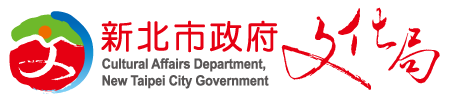 新北市政府
Cultural Affairs Department,
New Taipei City Government
文化局